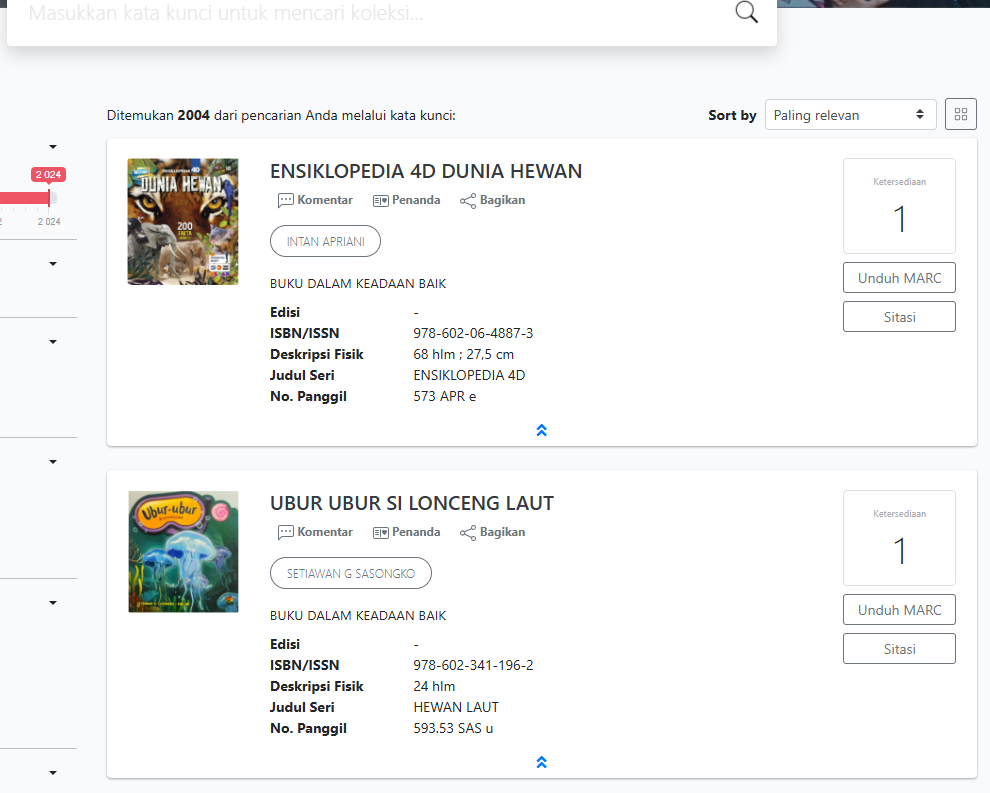 Masukkan kata kunci untuk mencari koleksi...
Ditemukan 2004 dari pencarian Anda melalui kata kunci:
Sort by Paling relevan
2 024
2 024
ENSIKLOPEDIA 4D
DUNIA HEWAN
200
FAKTA
ENSIKLOPEDIA 4D DUNIA HEWAN
Komentar Penanda Bagikan
INTAN APRIANI
BUKU DALAM KEADAAN BAIK
Edisi -
ISBN/ISSN 978-602-06-4887-3
Deskripsi Fisik 68 hlm ; 27,5 cm
Judul Seri ENSIKLOPEDIA 4D
No. Panggil 573 APR e
Ketersediaan
1
Unduh MARC
Sitasi
Ubur-ubur
UBUR UBUR SI LONCENG LAUT
Komentar Penanda Bagikan
SETIAWAN G SASONGKO
BUKU DALAM KEADAAN BAIK
Edisi -
ISBN/ISSN 978-602-341-196-2
Deskripsi Fisik 24 hlm
Judul Seri HEWAN LAUT
No. Panggil 593.53 SAS u
Ketersediaan
1
Unduh MARC
Sitasi